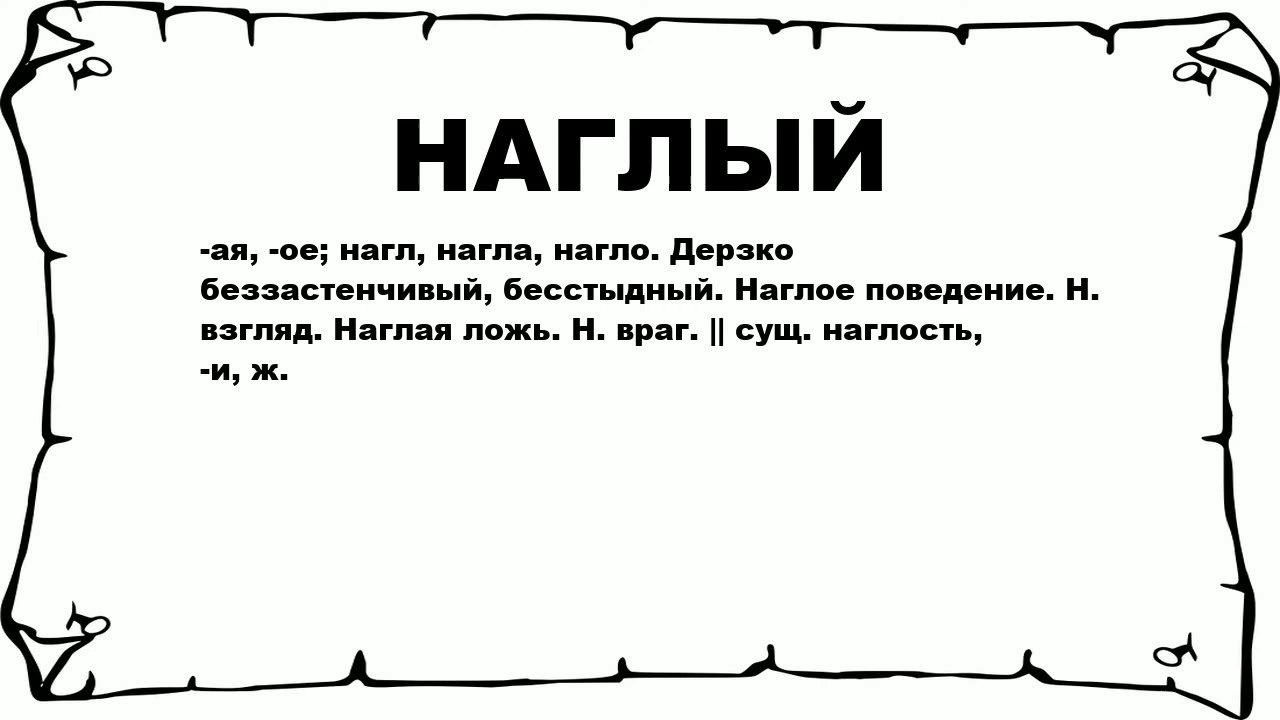 НАГЛЫЙ
-ая, -ое; нагл, нагла, нагло. Дерзко
беззастенчивый, бесстыдный. Наглое поведение. Н.
взгляд. Наглая ложь. Н. враг. || сущ. наглость,
-и, ж.